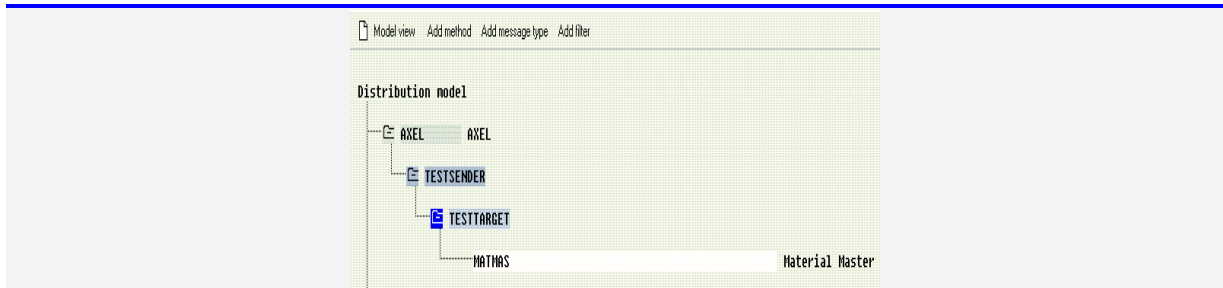 Model view Add method Add message type Add filter
Distribution model
AXEL AXEL
TESTSENDER
TESTTARGET
MATMAS Material Master